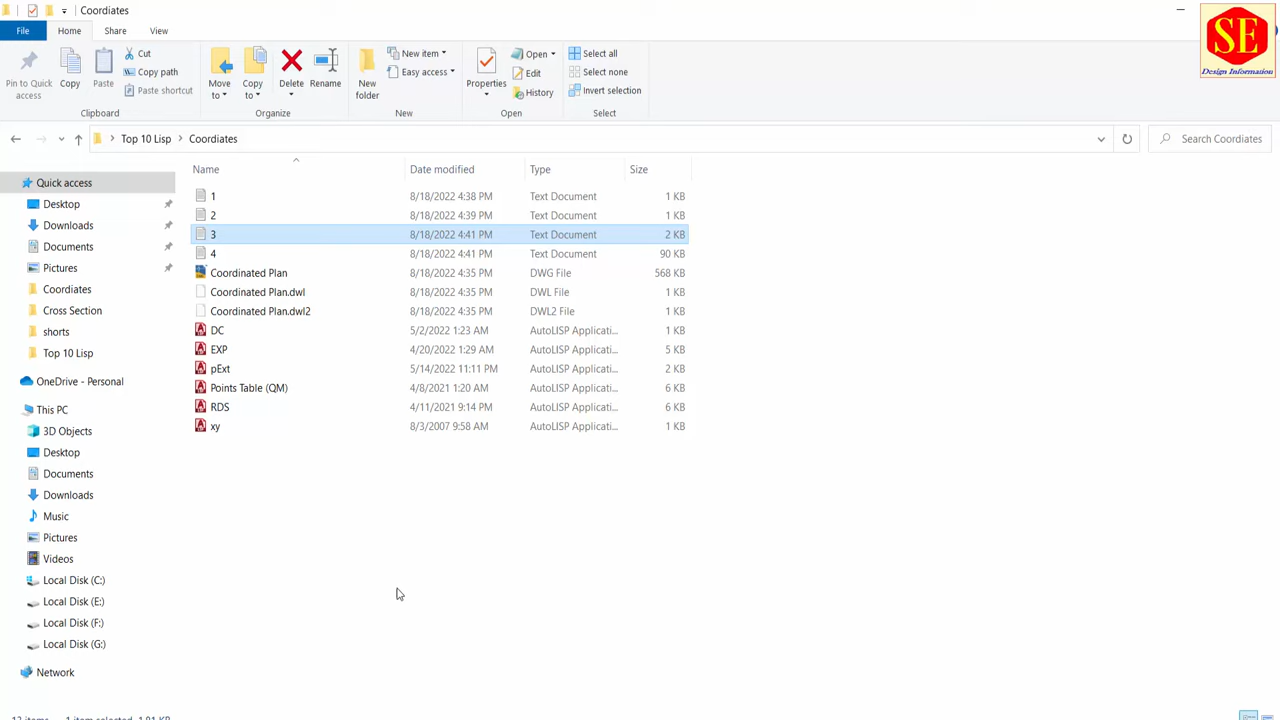 Coordiates
File
Home
Share
View
Pin to Quick
access
Copy
Paste
Cut
Copy path
Paste shortcut
Clipboard
Move
to
Copy
to
Delete
Rename
Organize
New
folder
New item
Easy access
New
Properties
Open
Edit
History
Open
Select all
Select none
Invert selection
Select
SE
Design Information
Top 10 Lisp
Coordiates
Search Coordiates
Name
Date modified
Type
Size
Quick access
Desktop
Downloads
Documents
Pictures
Coordiates
Cross Section
shorts
Top 10 Lisp
OneDrive - Personal
This PC
3D Objects
Desktop
Documents
Downloads
Music
Pictures
Videos
Local Disk (C:)
Local Disk (E:)
Local Disk (F:)
Local Disk (G:)
Network
1 8/18/2022 4:38 PM Text Document 1 KB
2 8/18/2022 4:39 PM Text Document 1 KB
3 8/18/2022 4:41 PM Text Document 2 KB
4 8/18/2022 4:41 PM Text Document 90 KB
Coordinated Plan 8/18/2022 4:35 PM DWG File 568 KB
Coordinated Plan.dwl 8/18/2022 4:35 PM DWL File 1 KB
Coordinated Plan.dwl2 8/18/2022 4:35 PM DWL2 File 1 KB
DC 5/2/2022 1:23 AM AutoLISP Applicati... 1 KB
EXP 4/20/2022 1:29 AM AutoLISP Applicati... 5 KB
pExt 5/14/2022 11:11 PM AutoLISP Applicati... 2 KB
Points Table (QM) 4/8/2021 1:20 AM AutoLISP Applicati... 6 KB
RDS 4/11/2021 9:14 PM AutoLISP Applicati... 6 KB
xy 8/3/2007 9:58 AM AutoLISP Applicati... 1 KB